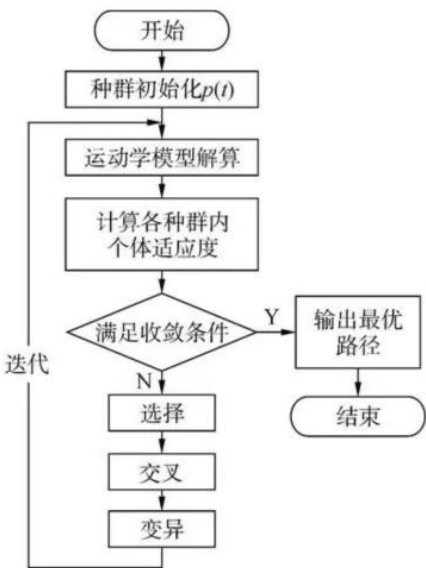 开始
种群初始化p(t)
运动学模型解算
计算各种群内
个体适应度
满足收敛条件
Y
输出最优
路径
结束
N
迭代
选择
交叉
变异